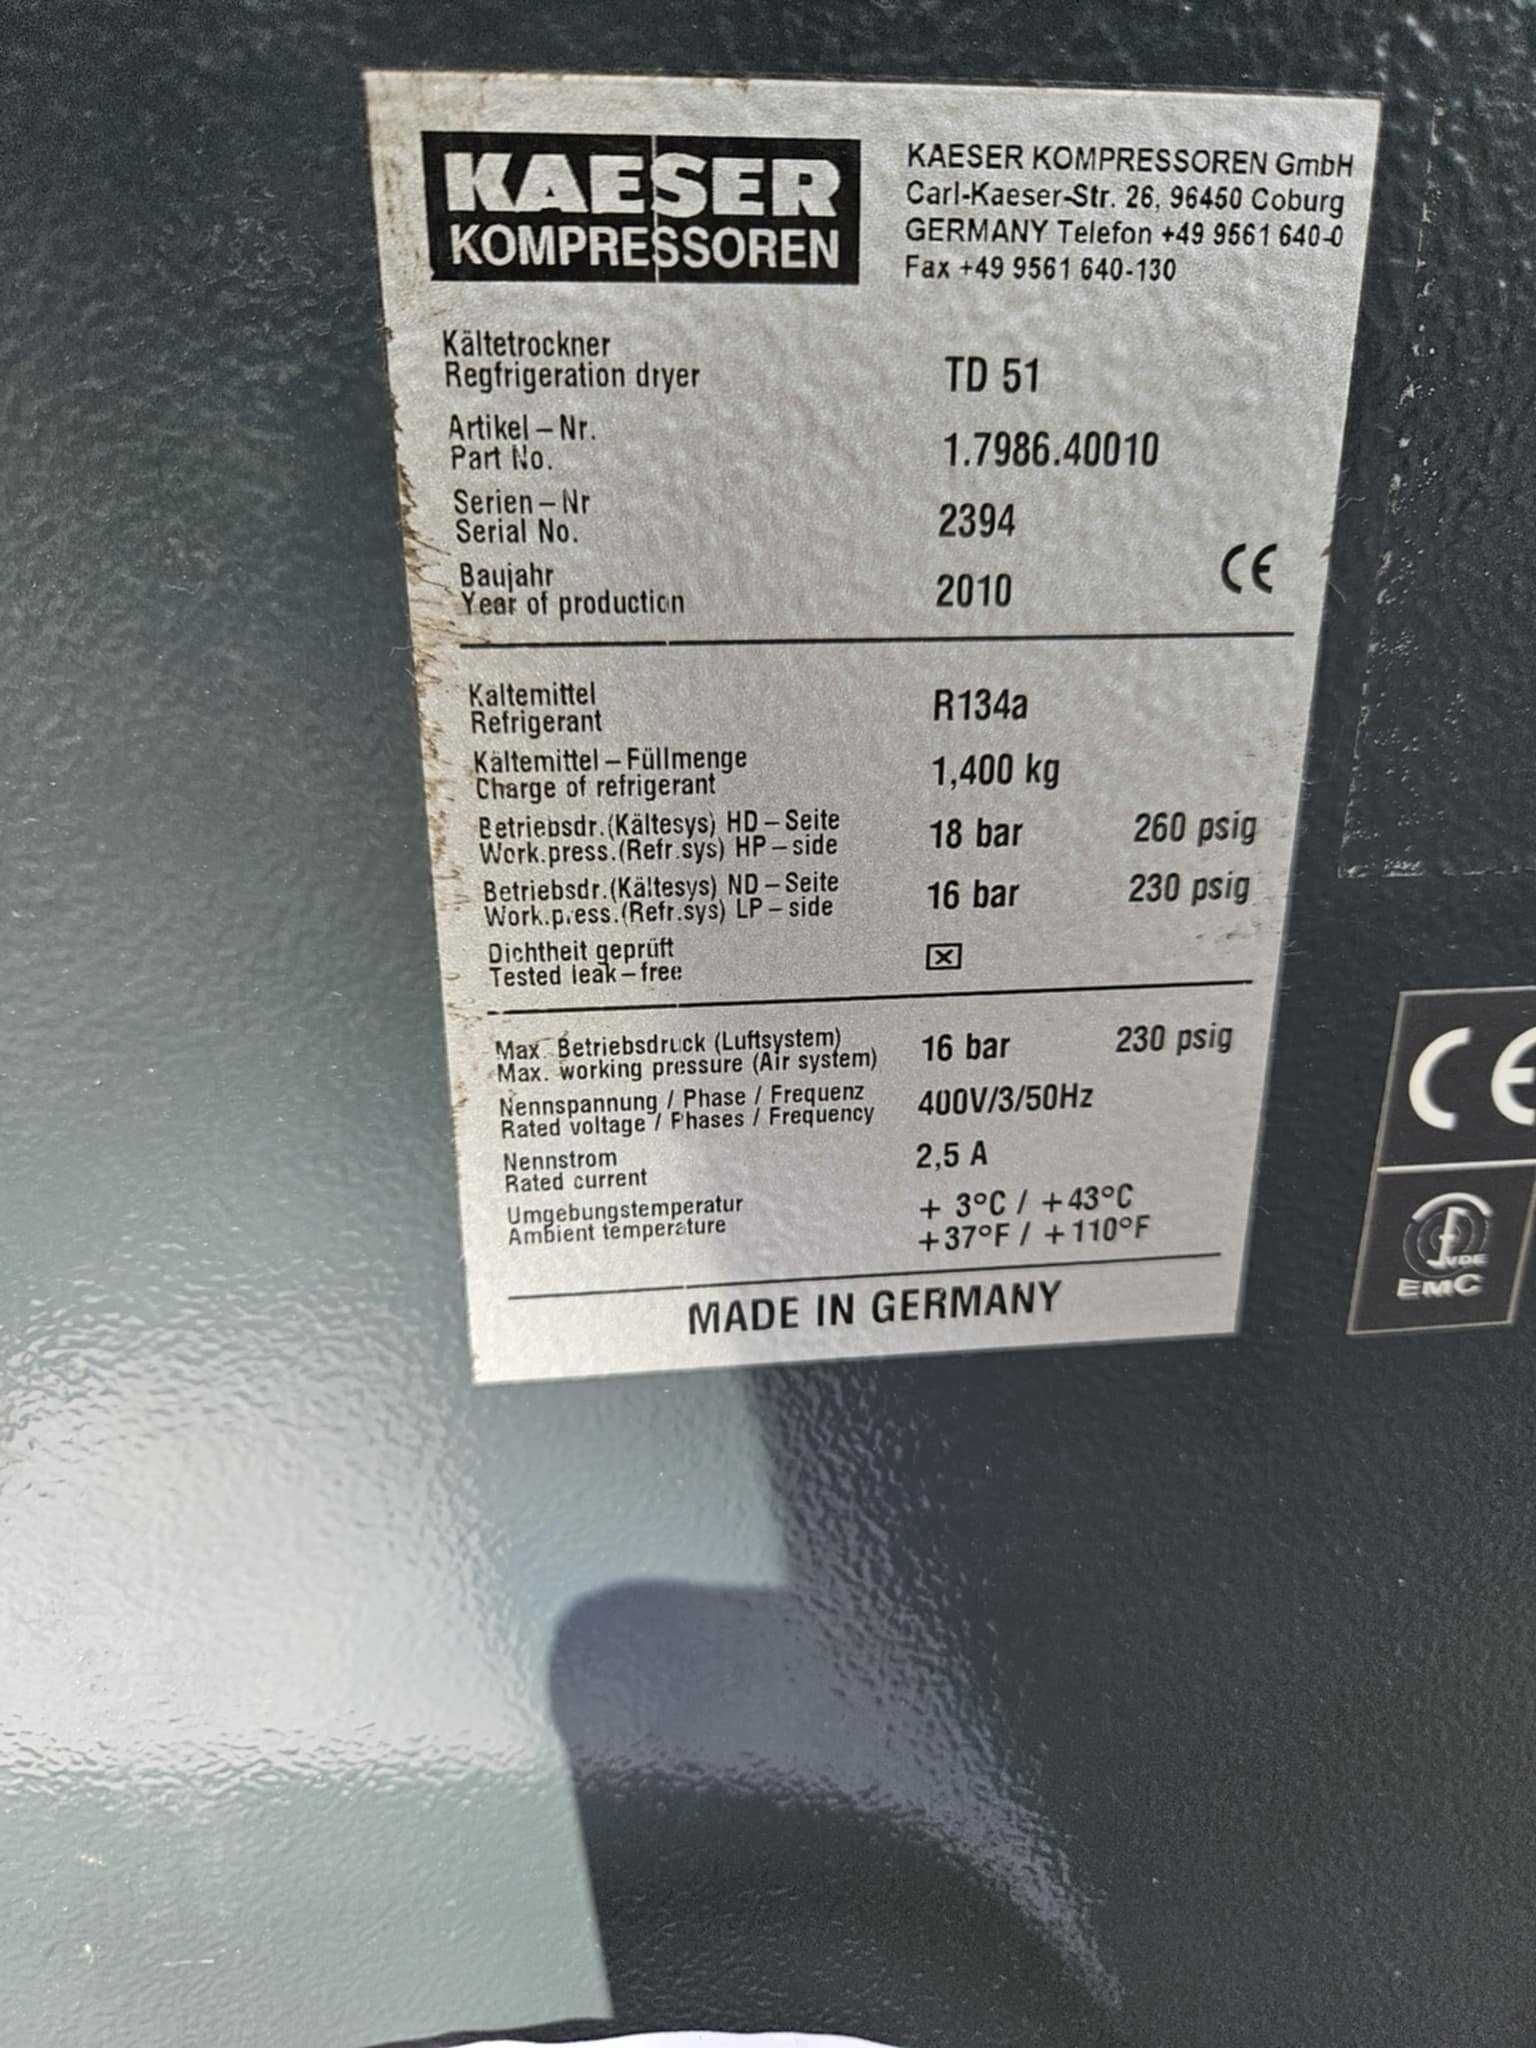 KAESER
KOMPRESSOREN
KAESER KOMPRESSOREN GmbH
Carl-Kaeser-Str. 26, 96450 Coburg
GERMANY Telefon +49 9561 640-0
Fax +49 9561 640-130
Kältetrockner
Regfrigeration dryer TD 51
Artikel – Nr.
Part No. 1.7986.40010
Serien – Nr
Serial No. 2394
Baujahr
Year of production 2010
CE
Kältemittel
Refrigerant R134a
Kältemittel – Füllmenge
Charge of refrigerant 1,400 kg
Betriebsdr.(Kältesys) HD – Seite
Work.press.(Refr.sys) HP – side 18 bar 260 psig
Betriebsdr.(Kältesys) ND – Seite
Work.press.(Refr.sys) LP – side 16 bar 230 psig
Dichtheit geprüft
Tested leak – free ☒
Max. Betriebsdruck (Luftsystem)
Max. working pressure (Air system) 16 bar 230 psig
Nennspannung / Phase / Frequenz
Rated voltage / Phases / Frequency 400V/3/50Hz
Nennstrom
Rated current 2,5 A
Umgebungstemperatur + 3°C / +43°C
Ambient temperature +37°F / +110°F
MADE IN GERMANY
CE
VDE
EMC